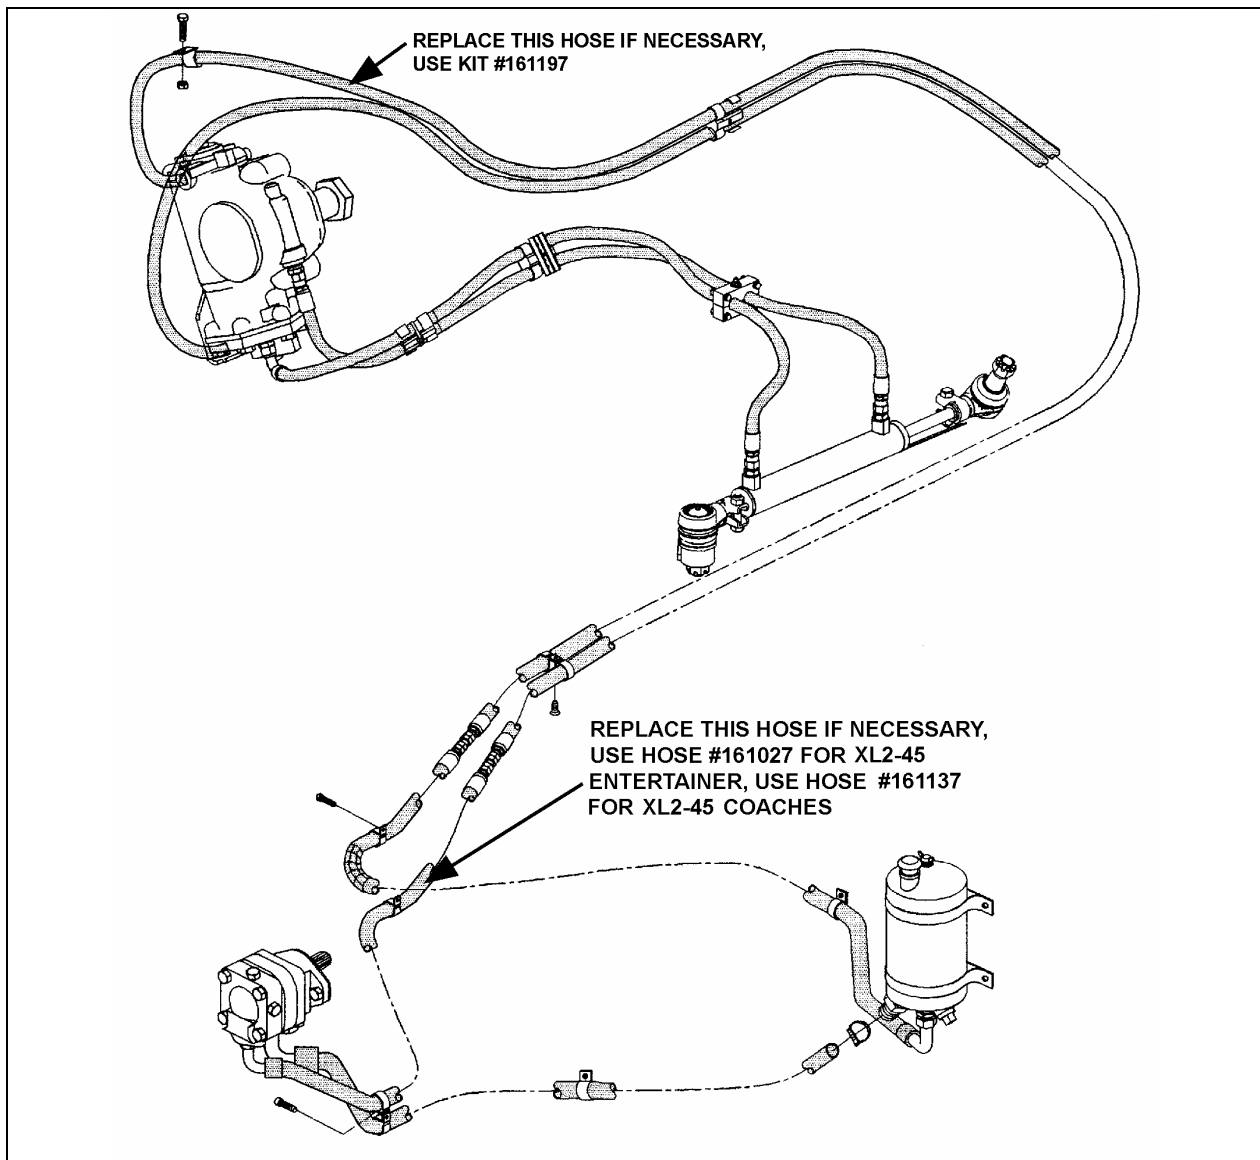 REPLACE THIS HOSE IF NECESSARY,
USE KIT #161197
REPLACE THIS HOSE IF NECESSARY,
USE HOSE #161027 FOR XL2-45
ENTERTAINER, USE HOSE #161137
FOR XL2-45 COACHES